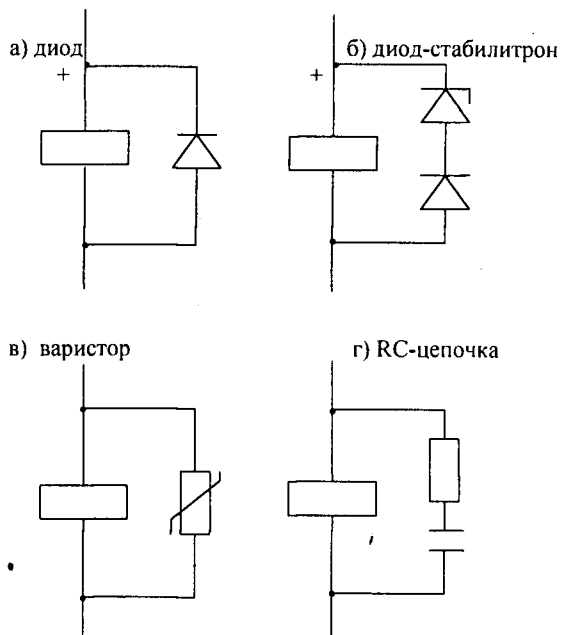 а) диод
+
б) диод-стабилитрон
+
в) варистор
г) RC-цепочка